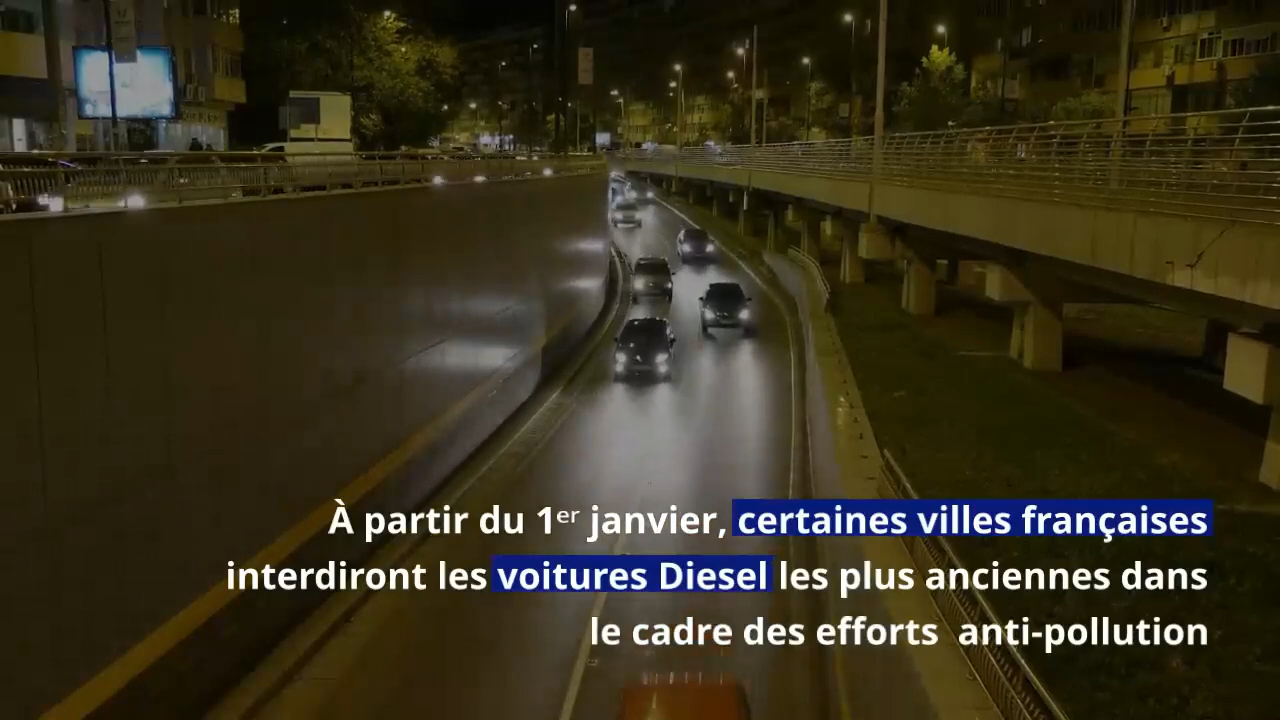 À partir du 1ᵉʳ janvier, certaines villes françaises
interdiront les voitures Diesel les plus anciennes dans
le cadre des efforts  anti-pollution